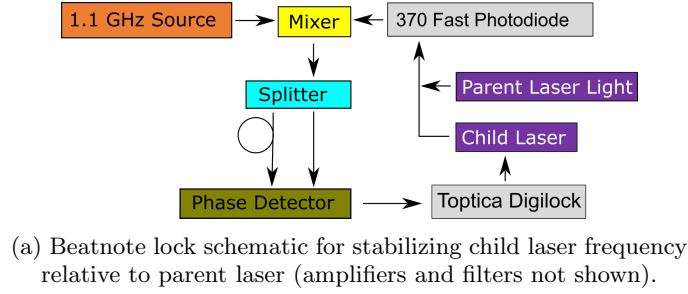 1.1 GHz Source
Mixer
370 Fast Photodiode
Splitter
Parent Laser Light
Child Laser
Phase Detector
Toptica Digilock
(a) Beatnote lock schematic for stabilizing child laser frequency
relative to parent laser (amplifiers and filters not shown).